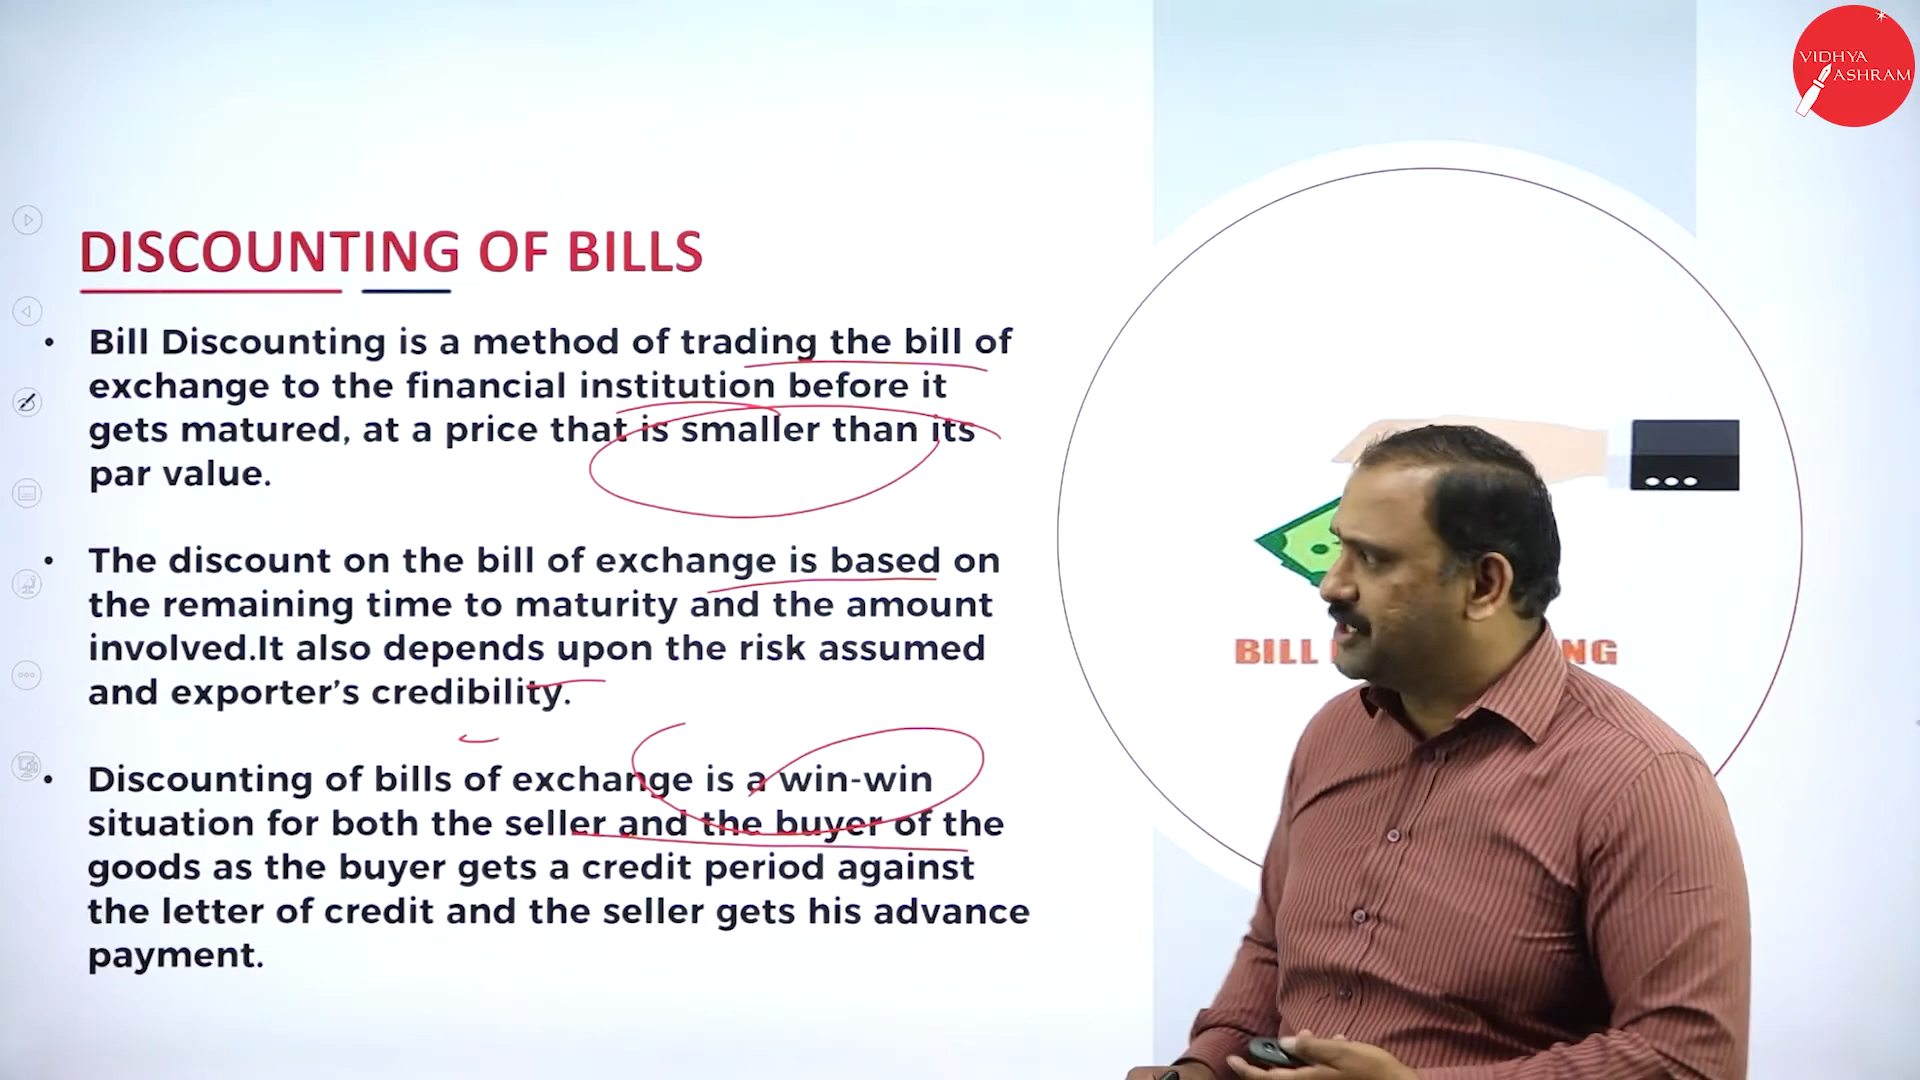 VIDHYA
ASHRAM
DISCOUNTING OF BILLS
• Bill Discounting is a method of trading the bill of
exchange to the financial institution before it
gets matured, at a price that is smaller than its
par value.
• The discount on the bill of exchange is based on
the remaining time to maturity and the amount
involved.It also depends upon the risk assumed
and exporter's credibility.
• Discounting of bills of exchange is a win-win
situation for both the seller and the buyer of the
goods as the buyer gets a credit period against
the letter of credit and the seller gets his advance
payment.
BILL